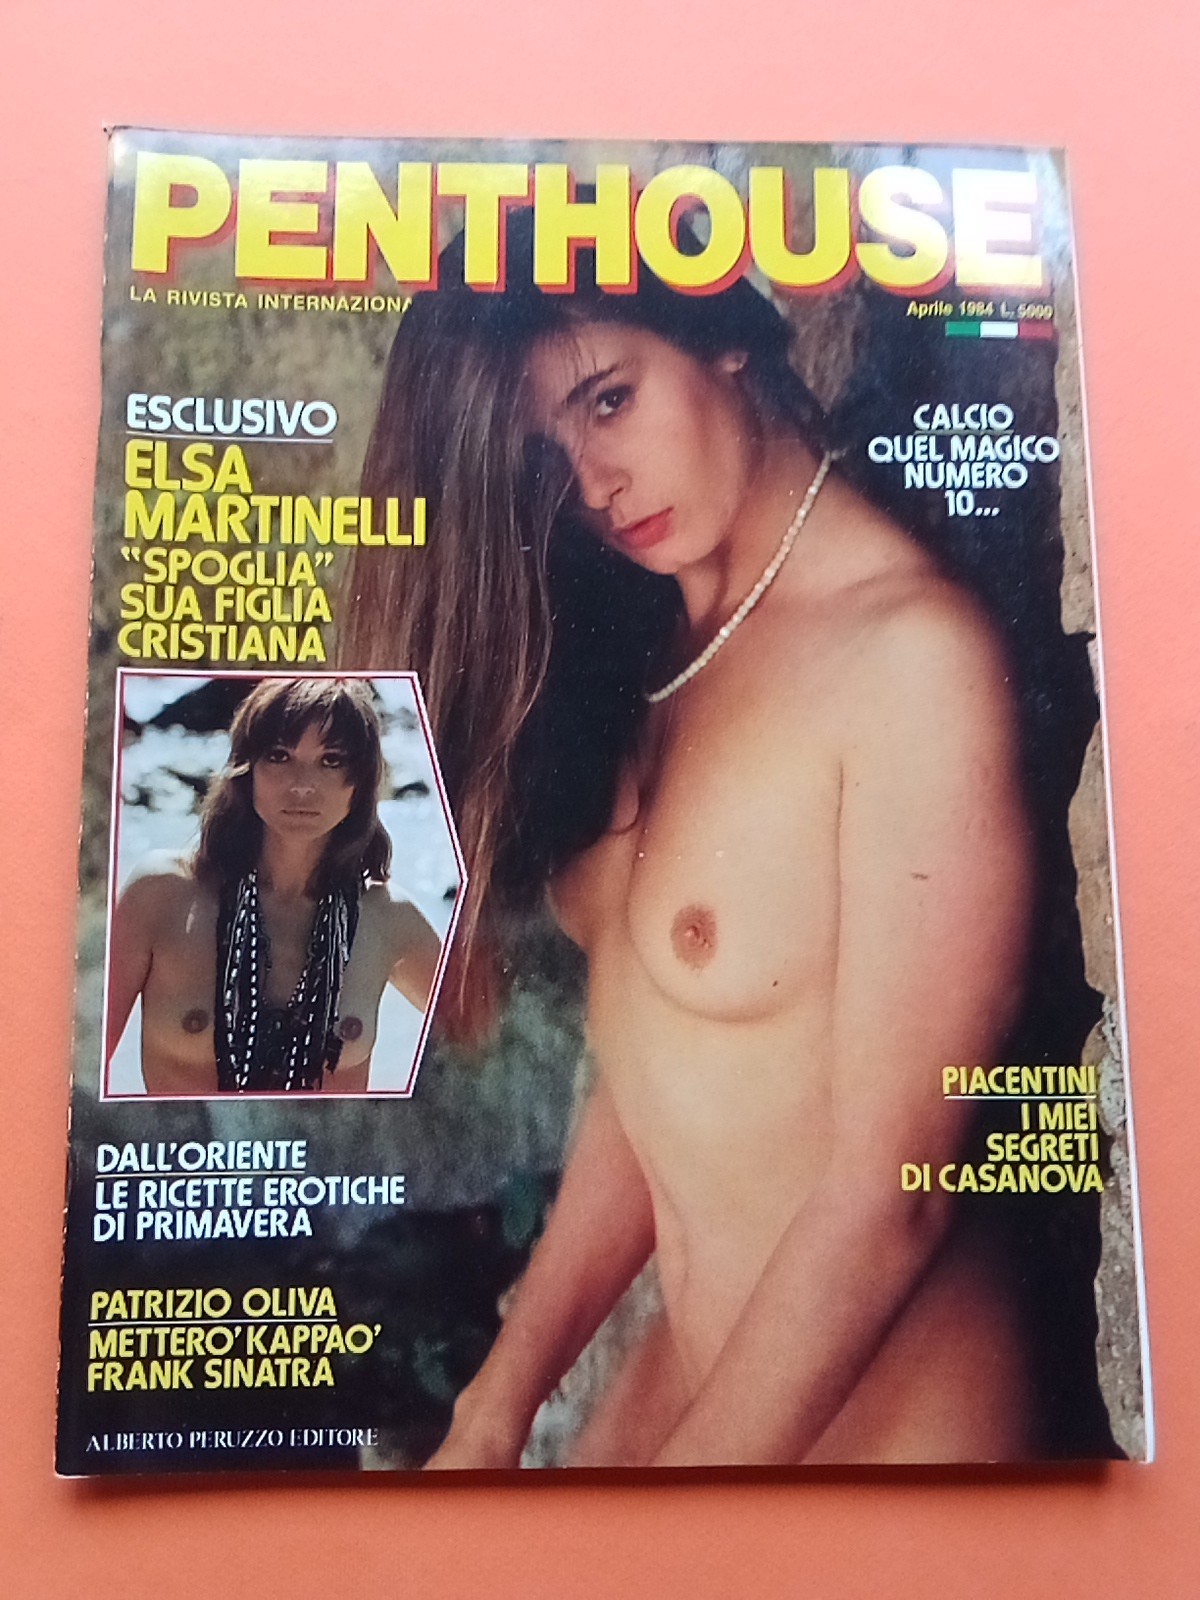 PENTHOUSE
LA RIVISTA INTERNAZIONA
Aprile 1984 L. 5000
ESCLUSIVO
ELSA
MARTINELLI
“SPOGLIA”
SUA FIGLIA
CRISTIANA
CALCIO
QUEL MAGICO
NUMERO
10...
PIACENTINI
I MIEI
SEGRETI
DI CASANOVA
DALL'ORIENTE
LE RICETTE EROTICHE
DI PRIMAVERA
PATRIZIO OLIVA
METTERO' KAPPAO'
FRANK SINATRA
ALBERTO PERUZZO EDITORE